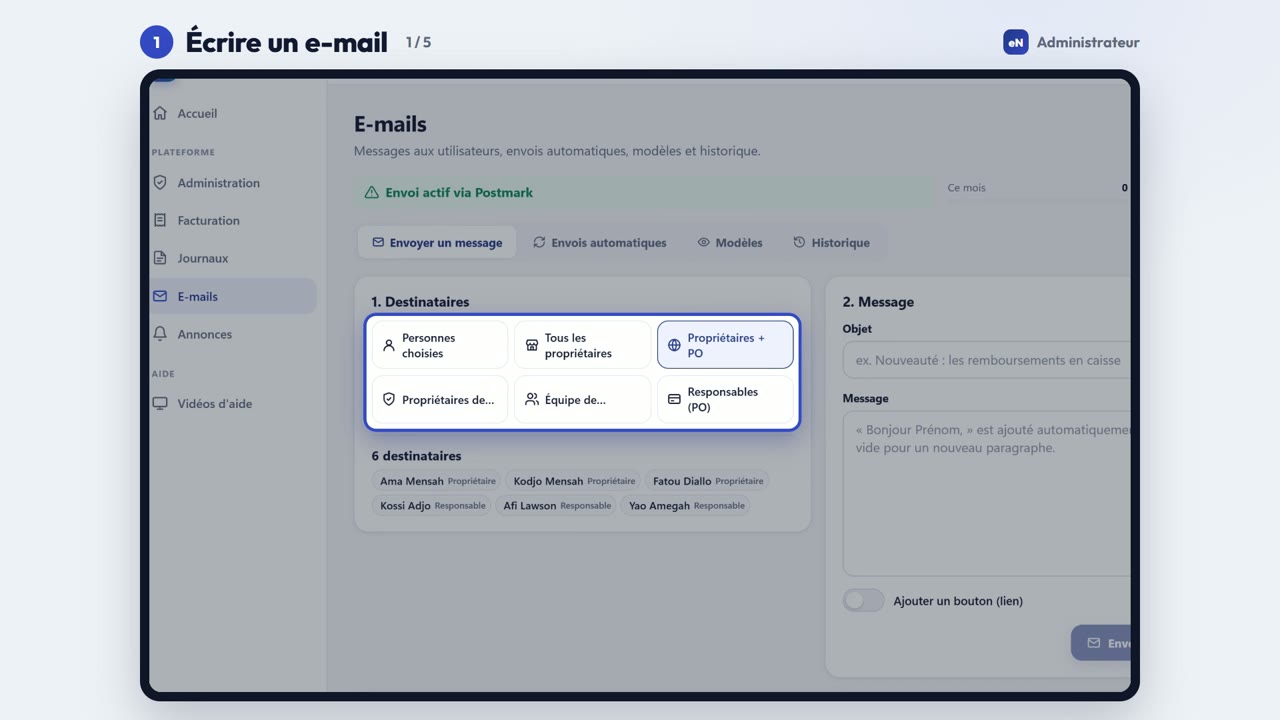 1 Écrire un e-mail 1/5
eN Administrateur
Accueil
PLATEFORME
Administration
Facturation
Journaux
E-mails
Annonces
AIDE
Vidéos d'aide
E-mails
Messages aux utilisateurs, envois automatiques, modèles et historique.
Envoi actif via Postmark
Ce mois 0
Envoyer un message
Envois automatiques
Modèles
Historique
1. Destinataires
Personnes
choisies
Tous les
propriétaires
Propriétaires +
PO
Propriétaires de...
Équipe de...
Responsables
(PO)
6 destinataires
Ama Mensah Propriétaire
Kodjo Mensah Propriétaire
Fatou Diallo Propriétaire
Kossi Adjo Responsable
Afi Lawson Responsable
Yao Amegah Responsable
2. Message
Objet
ex. Nouveauté : les remboursements en caisse
Message
« Bonjour Prénom, » est ajouté
vide pour un nouveau paragraphe.
Ajouter un bouton (lien)